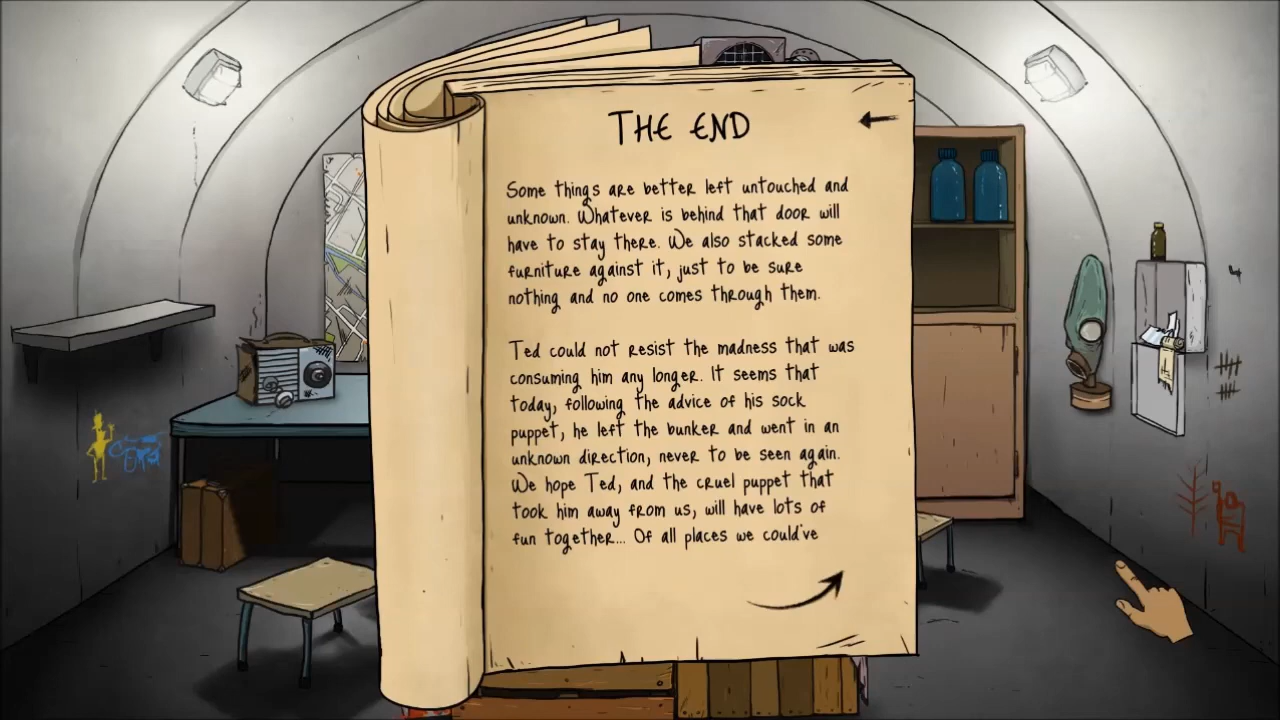 THE END
Some things are better left untouched and
unknown. Whatever is behind that door will
have to stay there. We also stacked some
furniture against it, just to be sure
nothing and no one comes through them.
Ted could not resist the madness that was
consuming him any longer. It seems that
today, following the advice of his sock
puppet, he left the bunker and went in an
unknown direction, never to be seen again.
We hope Ted, and the cruel puppet that
took him away from us, will have lots of
fun together... Of all places we could've